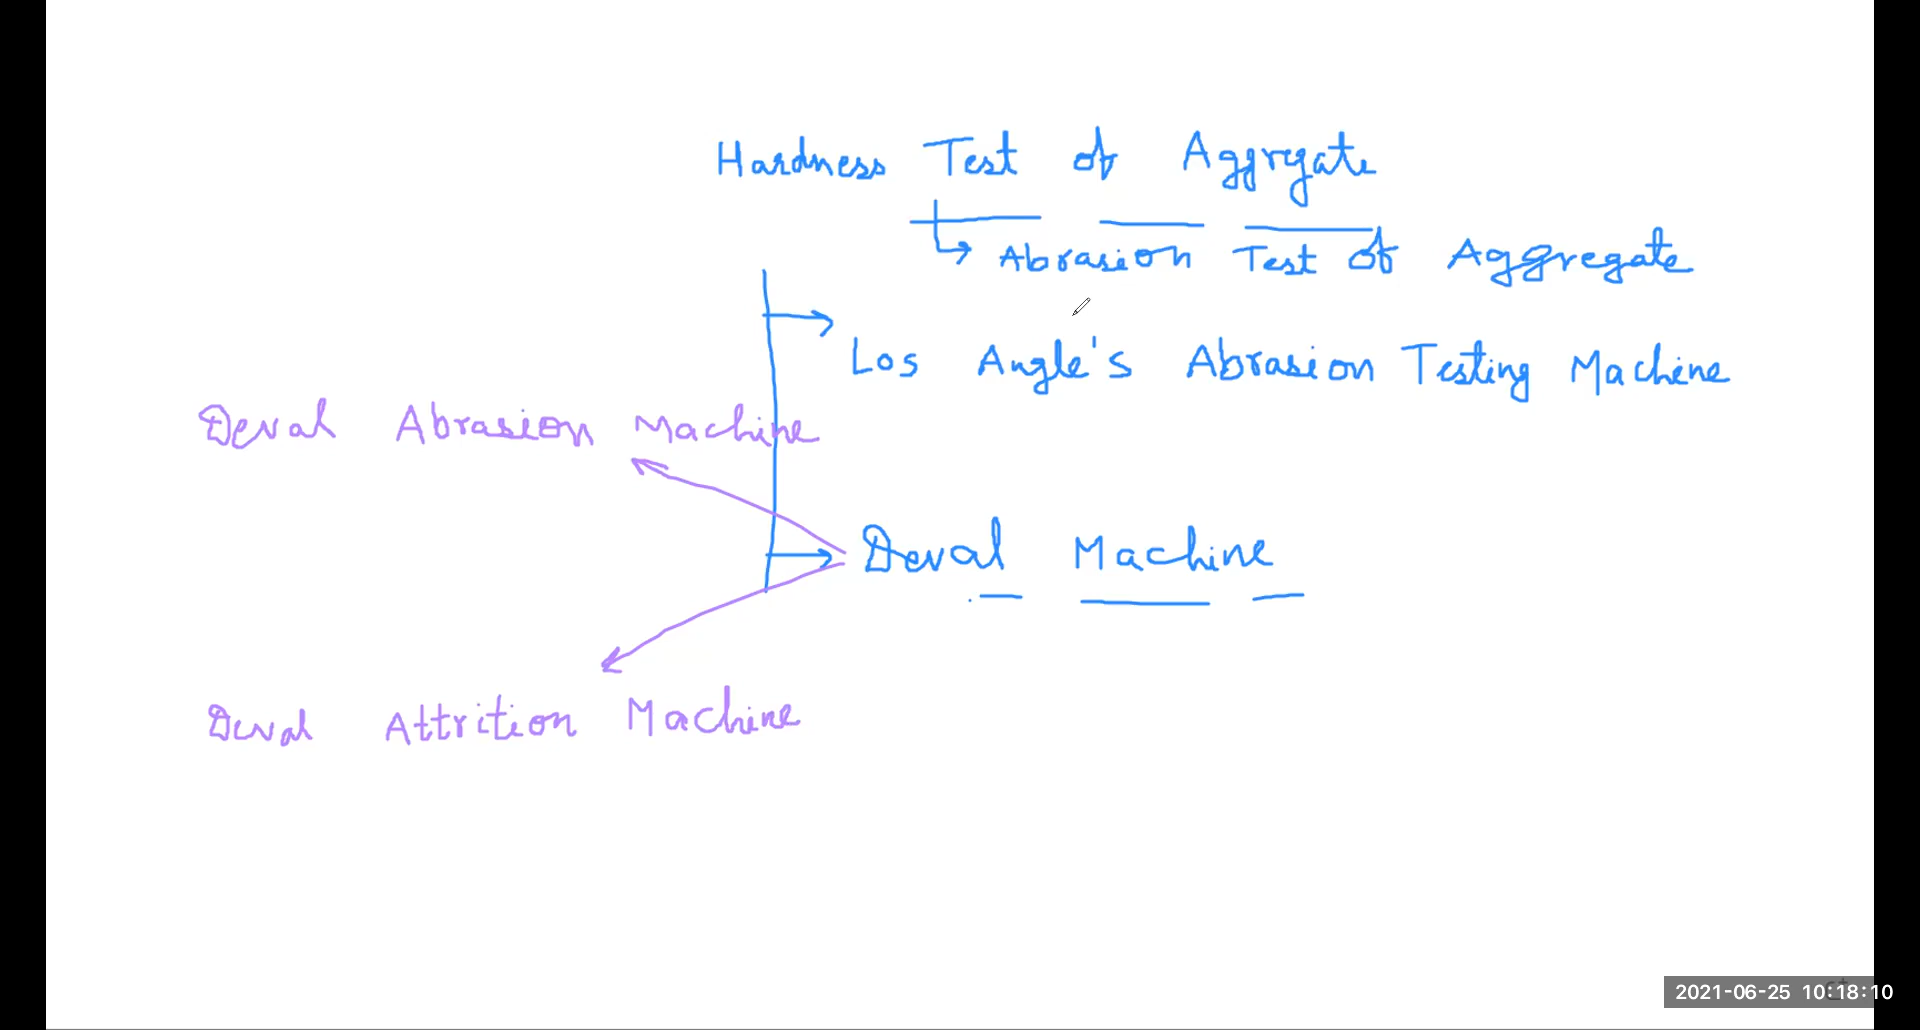 Hardness Test of Aggregate
Abrasion Test of Aggregate
Los Angle's Abrasion Testing Machine
Deval Abrasion Machine
Deval Machine
Deval Attrition Machine
2021-06-25 10:18:10